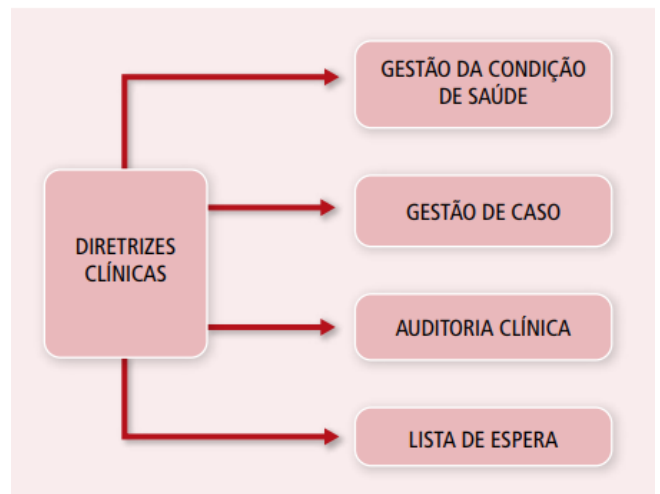 GESTÃO DA CONDIÇÃO
DE SAÚDE
GESTÃO DE CASO
DIRETRIZES
CLÍNICAS
AUDITORIA CLÍNICA
LISTA DE ESPERA